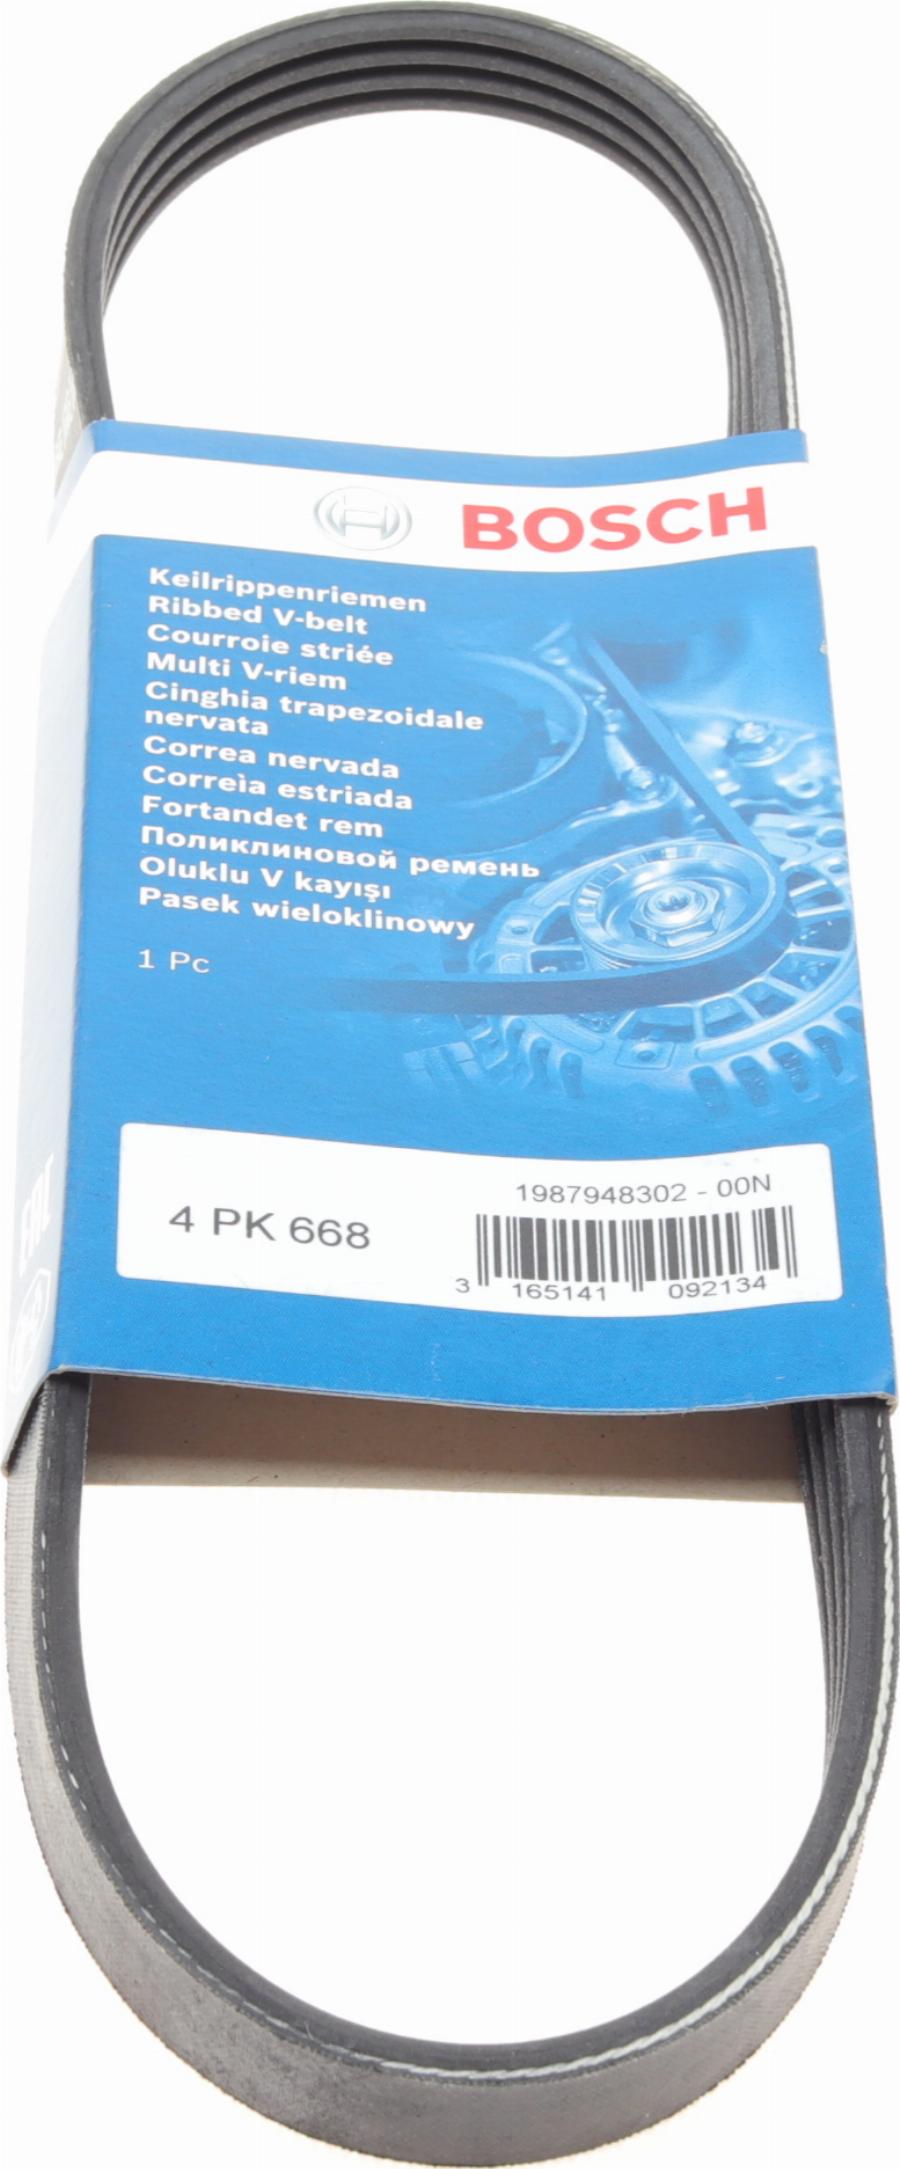 BOSCH
Keilrippenriemen
Ribbed V-belt
Courroie striée
Multi V-riem
Cinghia trapezoidale
nervata
Correa nervada
Correia estriada
Fortandet rem
Поликлиновой ремень
Oluklu V kayışı
Pasek wieloklinowy
1 Pc
4 PK 668
1987948302 - 00N
3 165141 092134
EAC